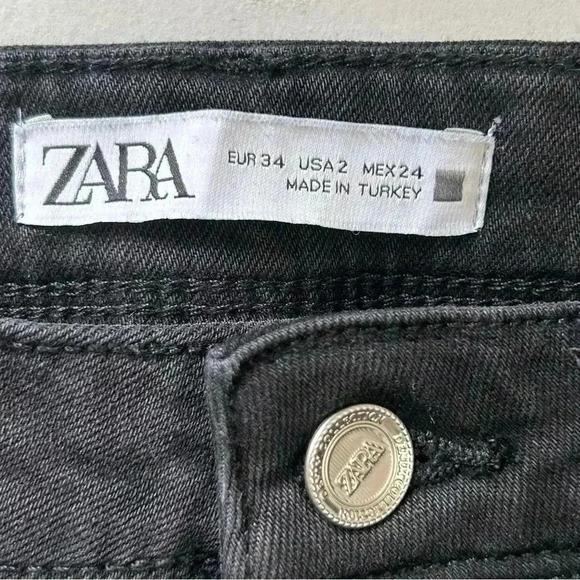 ZARA
EUR 34 USA 2 MEX 24
MADE IN TURKEY
ZARA